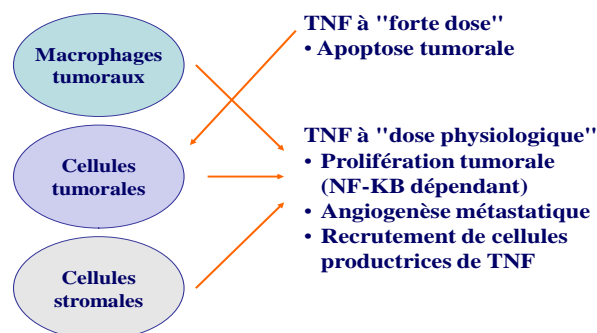 Macrophages
tumoraux
Cellules
tumorales
Cellules
stromales
TNF à "forte dose"
• Apoptose tumorale
TNF à "dose physiologique"
• Prolifération tumorale
(NF-KB dépendant)
• Angiogenèse métastatique
• Recrutement de cellules
productrices de TNF